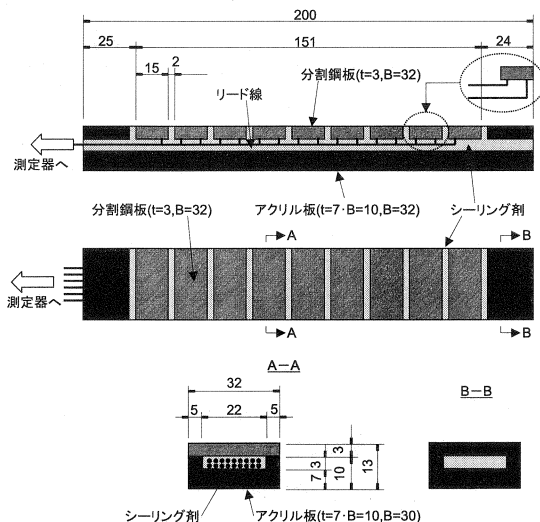 200
25
151
24
15
2
分割鋼板(t=3,B=32)
リード線
測定器へ
分割鋼板(t=3,B=32)
アクリル板(t=7·B=10,B=32)
シーリング剤
A
B
測定器へ
A
B
A-A
32
5
22
5
B-B
3
3
7
10
13
シーリング剤
アクリル板(t=7·B=10,B=30)